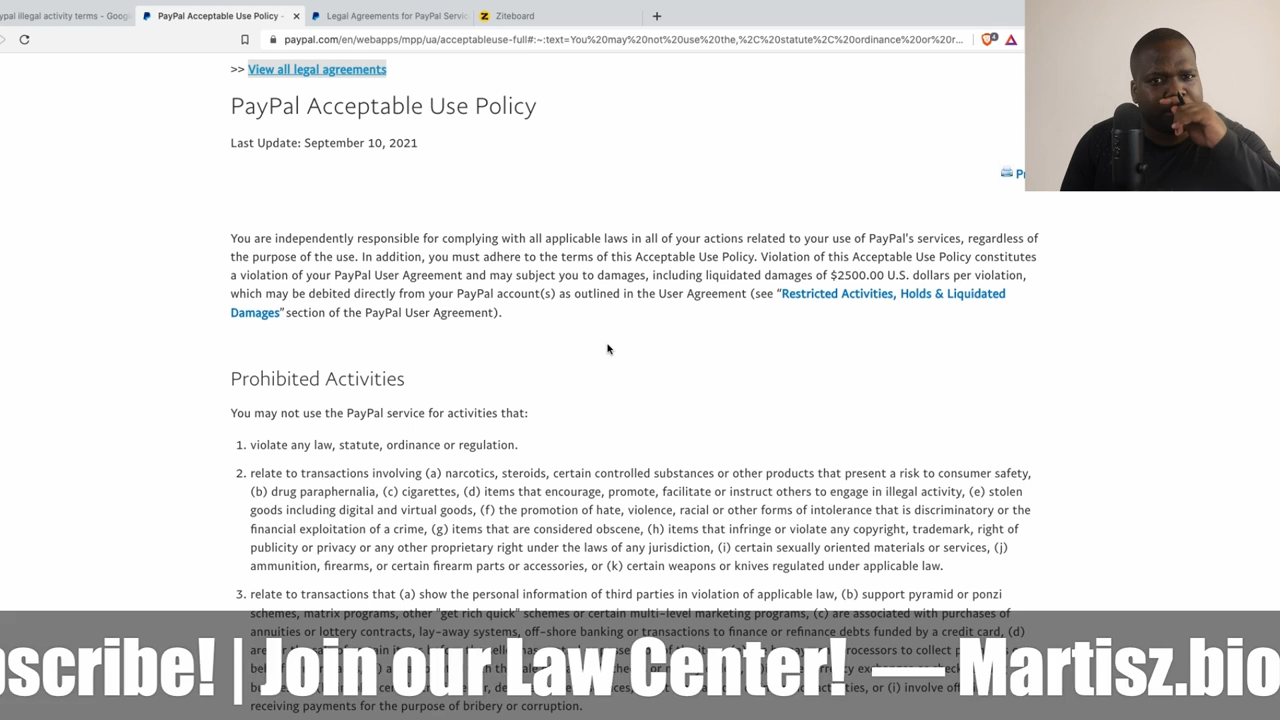 ypal illegal activity terms - Goog
PayPal Acceptable Use Policy -
Legal Agreements for PayPal Servic
Ziteboard
paypal.com/en/webapps/mpp/ua/acceptableuse-full#:~:text=You%20may%20not%20use%20the,%2C%20statute%2C%20ordinance%20or%20r...
>> View all legal agreements
PayPal Acceptable Use Policy
Last Update: September 10, 2021
You are independently responsible for complying with all applicable laws in all of your actions related to your use of PayPal's services, regardless of
the purpose of the use. In addition, you must adhere to the terms of this Acceptable Use Policy. Violation of this Acceptable Use Policy constitutes
a violation of your PayPal User Agreement and may subject you to damages, including liquidated damages of $2500.00 U.S. dollars per violation,
which may be debited directly from your PayPal account(s) as outlined in the User Agreement (see “Restricted Activities, Holds & Liquidated
Damages” section of the PayPal User Agreement).
Prohibited Activities
You may not use the PayPal service for activities that:
1. violate any law, statute, ordinance or regulation.
2. relate to transactions involving (a) narcotics, steroids, certain controlled substances or other products that present a risk to consumer safety,
(b) drug paraphernalia, (c) cigarettes, (d) items that encourage, promote, facilitate or instruct others to engage in illegal activity, (e) stolen
goods including digital and virtual goods, (f) the promotion of hate, violence, racial or other forms of intolerance that is discriminatory or the
financial exploitation of a crime, (g) items that are considered obscene, (h) items that infringe or violate any copyright, trademark, right of
publicity or privacy or any other proprietary right under the laws of any jurisdiction, (i) certain sexually oriented materials or services, (j)
ammunition, firearms, or certain firearm parts or accessories, or (k) certain weapons or knives regulated under applicable law.
3. relate to transactions that (a) show the personal information of third parties in violation of applicable law, (b) support pyramid or ponzi
schemes, matrix programs, other "get rich quick" schemes or certain multi-level marketing programs, (c) are associated with purchases of
annuities or lottery contracts, lay-away systems, off-shore banking or transactions to finance or refinance debts funded by a credit card, (d)
receiving payments for the purpose of bribery or corruption.
bscribe! | Join our Law Center! — Martisz.bio